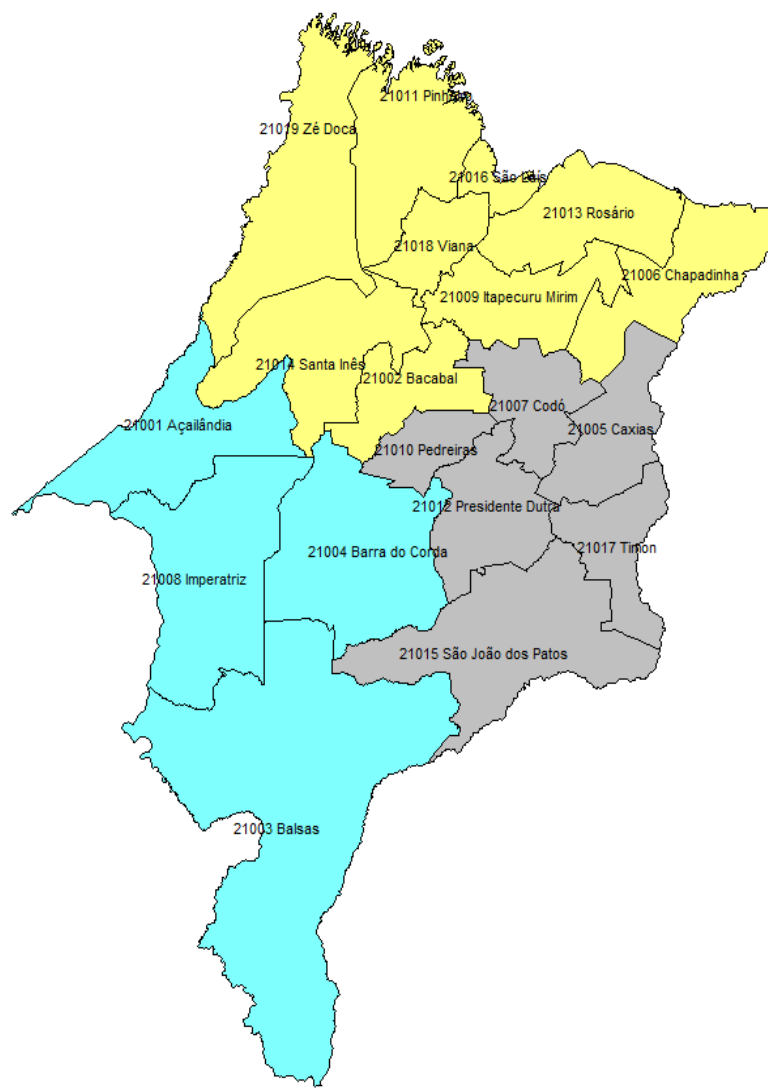 21011 Pinheiro
21019 Zé Doca
21016 São Luís
21013 Rosário
21018 Viana
21006 Chapadinha
21009 Itapecuru Mirim
21014 Santa Inês
21002 Bacabal
21007 Codó
21001 Açailândia
21005 Caxias
21010 Pedreiras
21012 Presidente Dutra
21017 Timon
21004 Barra do Corda
21008 Imperatriz
21015 São João dos Patos
21003 Balsas